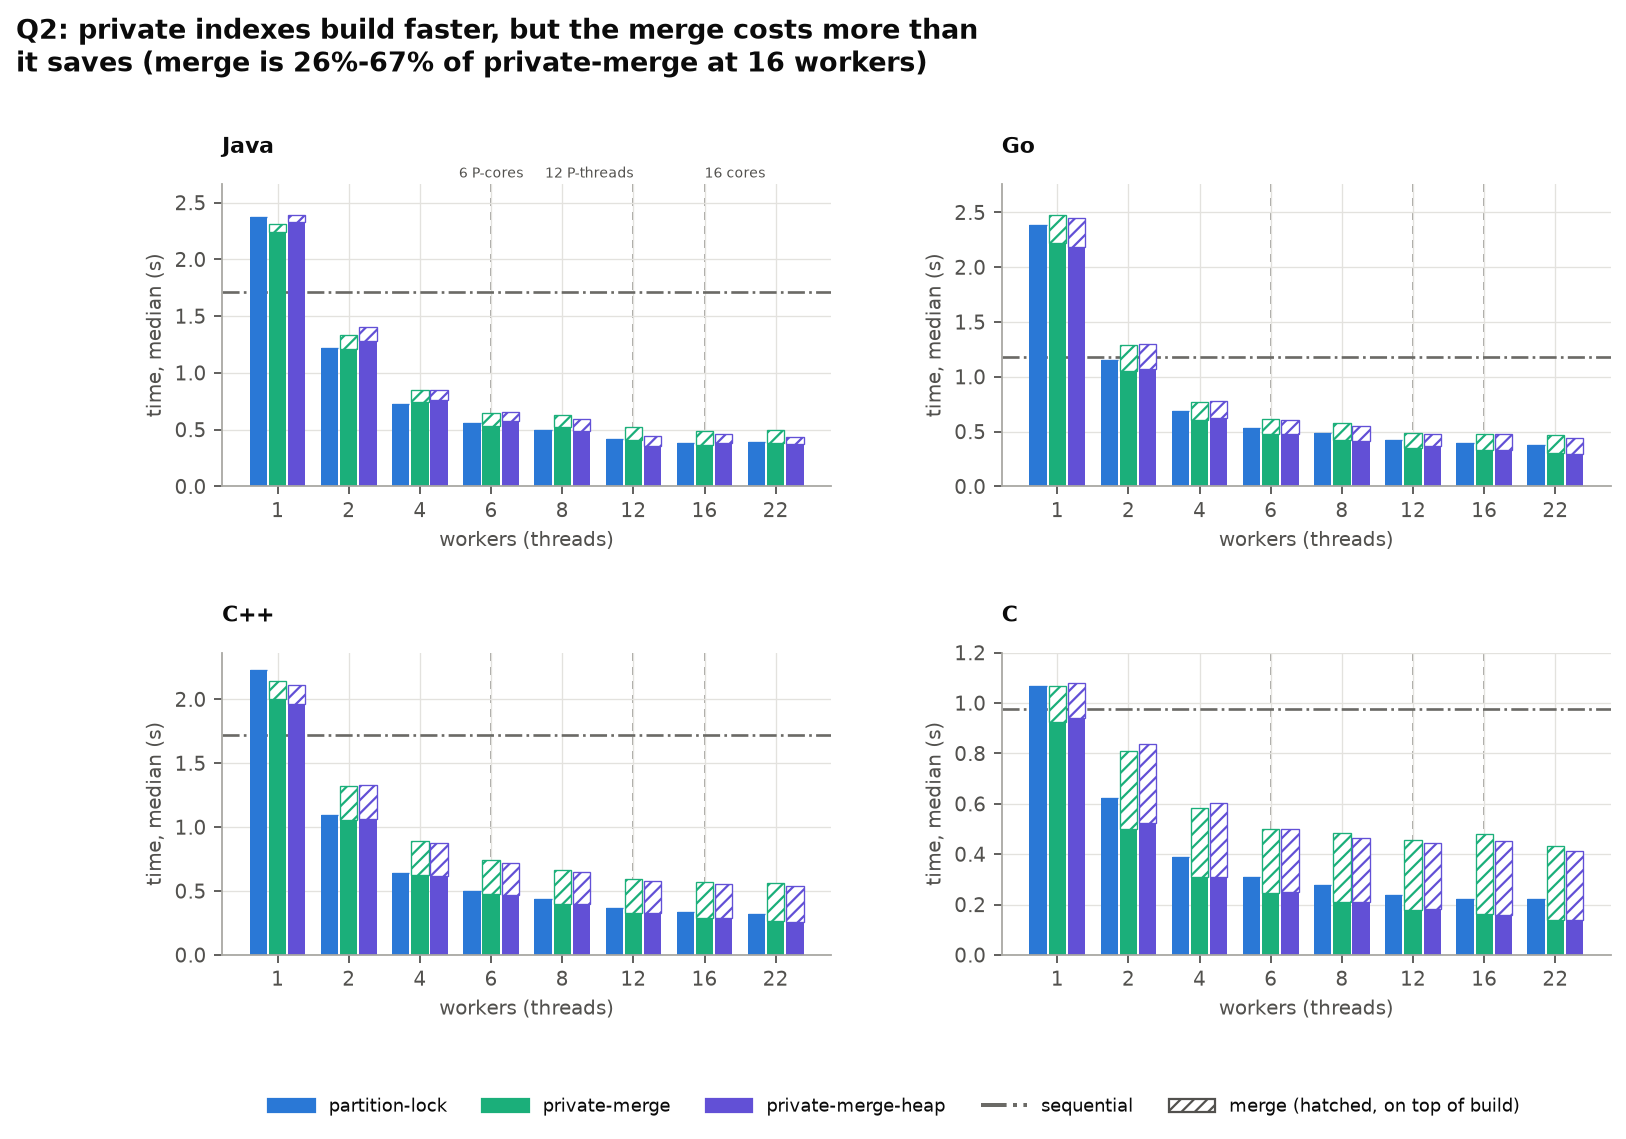 Q2: private indexes build faster, but the merge costs more than
it saves (merge is 26%-67% of private-merge at 16 workers)
Java
6 P-cores 12 P-threads 16 cores
time, median (s)
2.5
2.0
1.5
1.0
0.5
0.0
1 2 4 6 8 12 16 22
workers (threads)
Go
time, median (s)
2.5
2.0
1.5
1.0
0.5
0.0
1 2 4 6 8 12 16 22
workers (threads)
C++
time, median (s)
2.0
1.5
1.0
0.5
0.0
1 2 4 6 8 12 16 22
workers (threads)
C
time, median (s)
1.2
1.0
0.8
0.6
0.4
0.2
0.0
1 2 4 6 8 12 16 22
workers (threads)
partition-lock private-merge private-merge-heap sequential merge (hatched, on top of build)